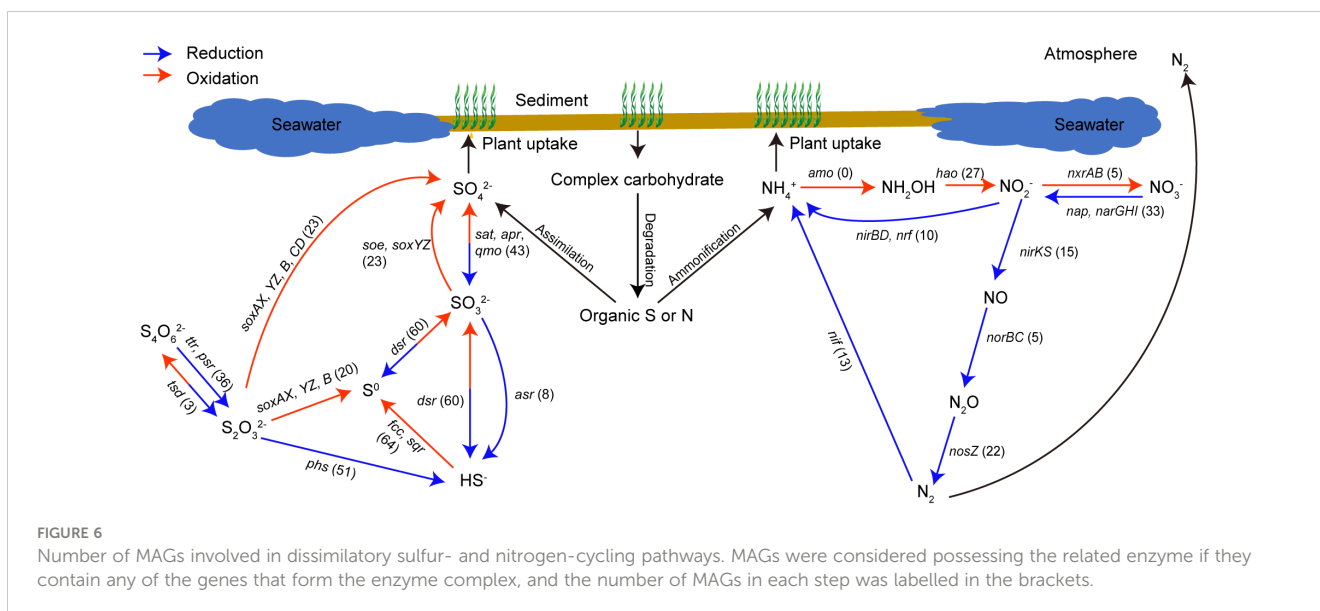 Reduction
Oxidation
Atmosphere
N₂
Sediment
Seawater
Seawater
Plant uptake
Plant uptake
Complex carbohydrate
SO₄²⁻
NH₄⁺
amo (0)
NH₂OH
hao (27)
NO₂⁻
nxrAB (5)
NO₃⁻
nap, narGHI (33)
nirBD, nrf (10)
soxAX, YZ, B, CD (23)
soe, soxYZ
(23)
sat, apr,
qmo (43)
Assimilation
Degradation
Ammonification
nirKS (15)
SO₃²⁻
Organic S or N
NO
norBC (5)
S₄O₆²⁻
ttr, psr (36)
tsd (3)
dsr (60)
nif (13)
soxAX, YZ, B (20)
S⁰
dsr (60)
asr (8)
N₂O
S₂O₃²⁻
fcc, sqr
(64)
nosZ (22)
phs (51)
HS⁻
N₂
FIGURE 6
Number of MAGs involved in dissimilatory sulfur- and nitrogen-cycling pathways. MAGs were considered possessing the related enzyme if they
contain any of the genes that form the enzyme complex, and the number of MAGs in each step was labelled in the brackets.